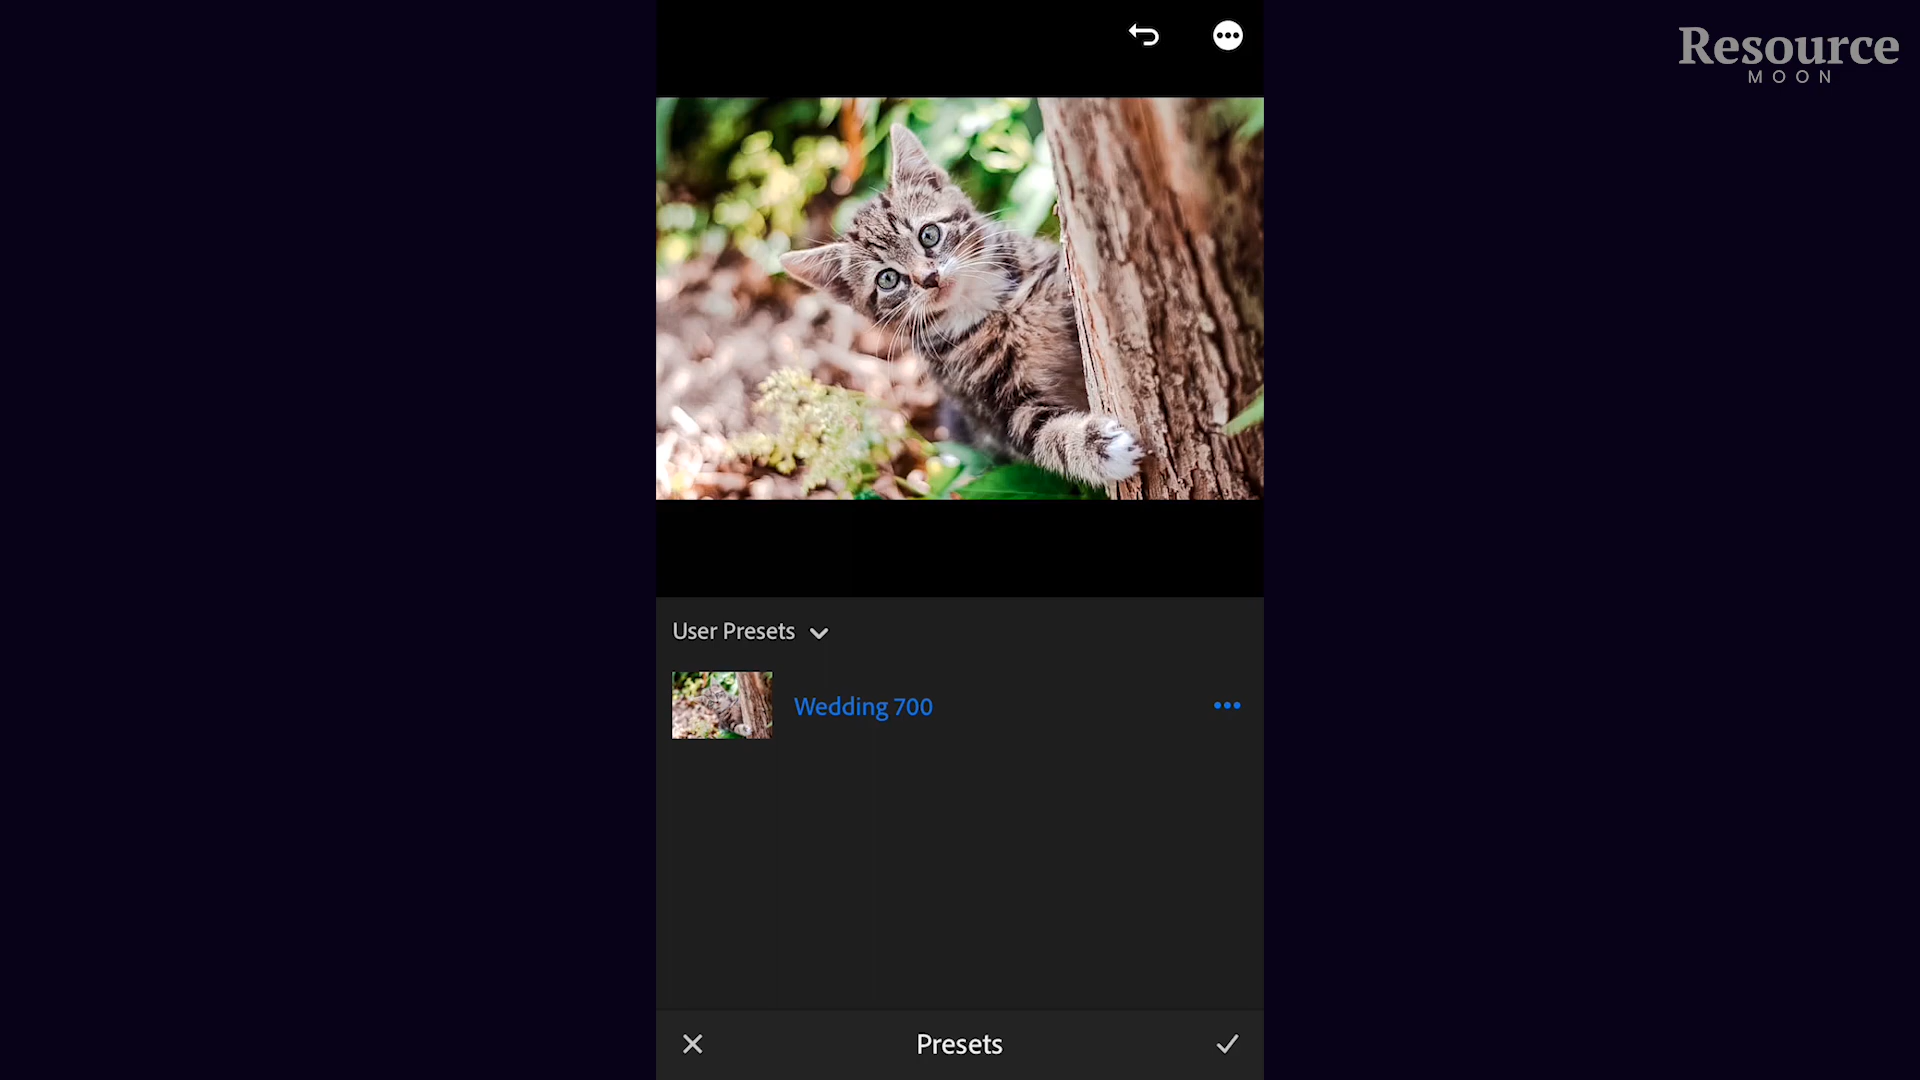 Resource
MOON
User Presets
Wedding 700
Presets